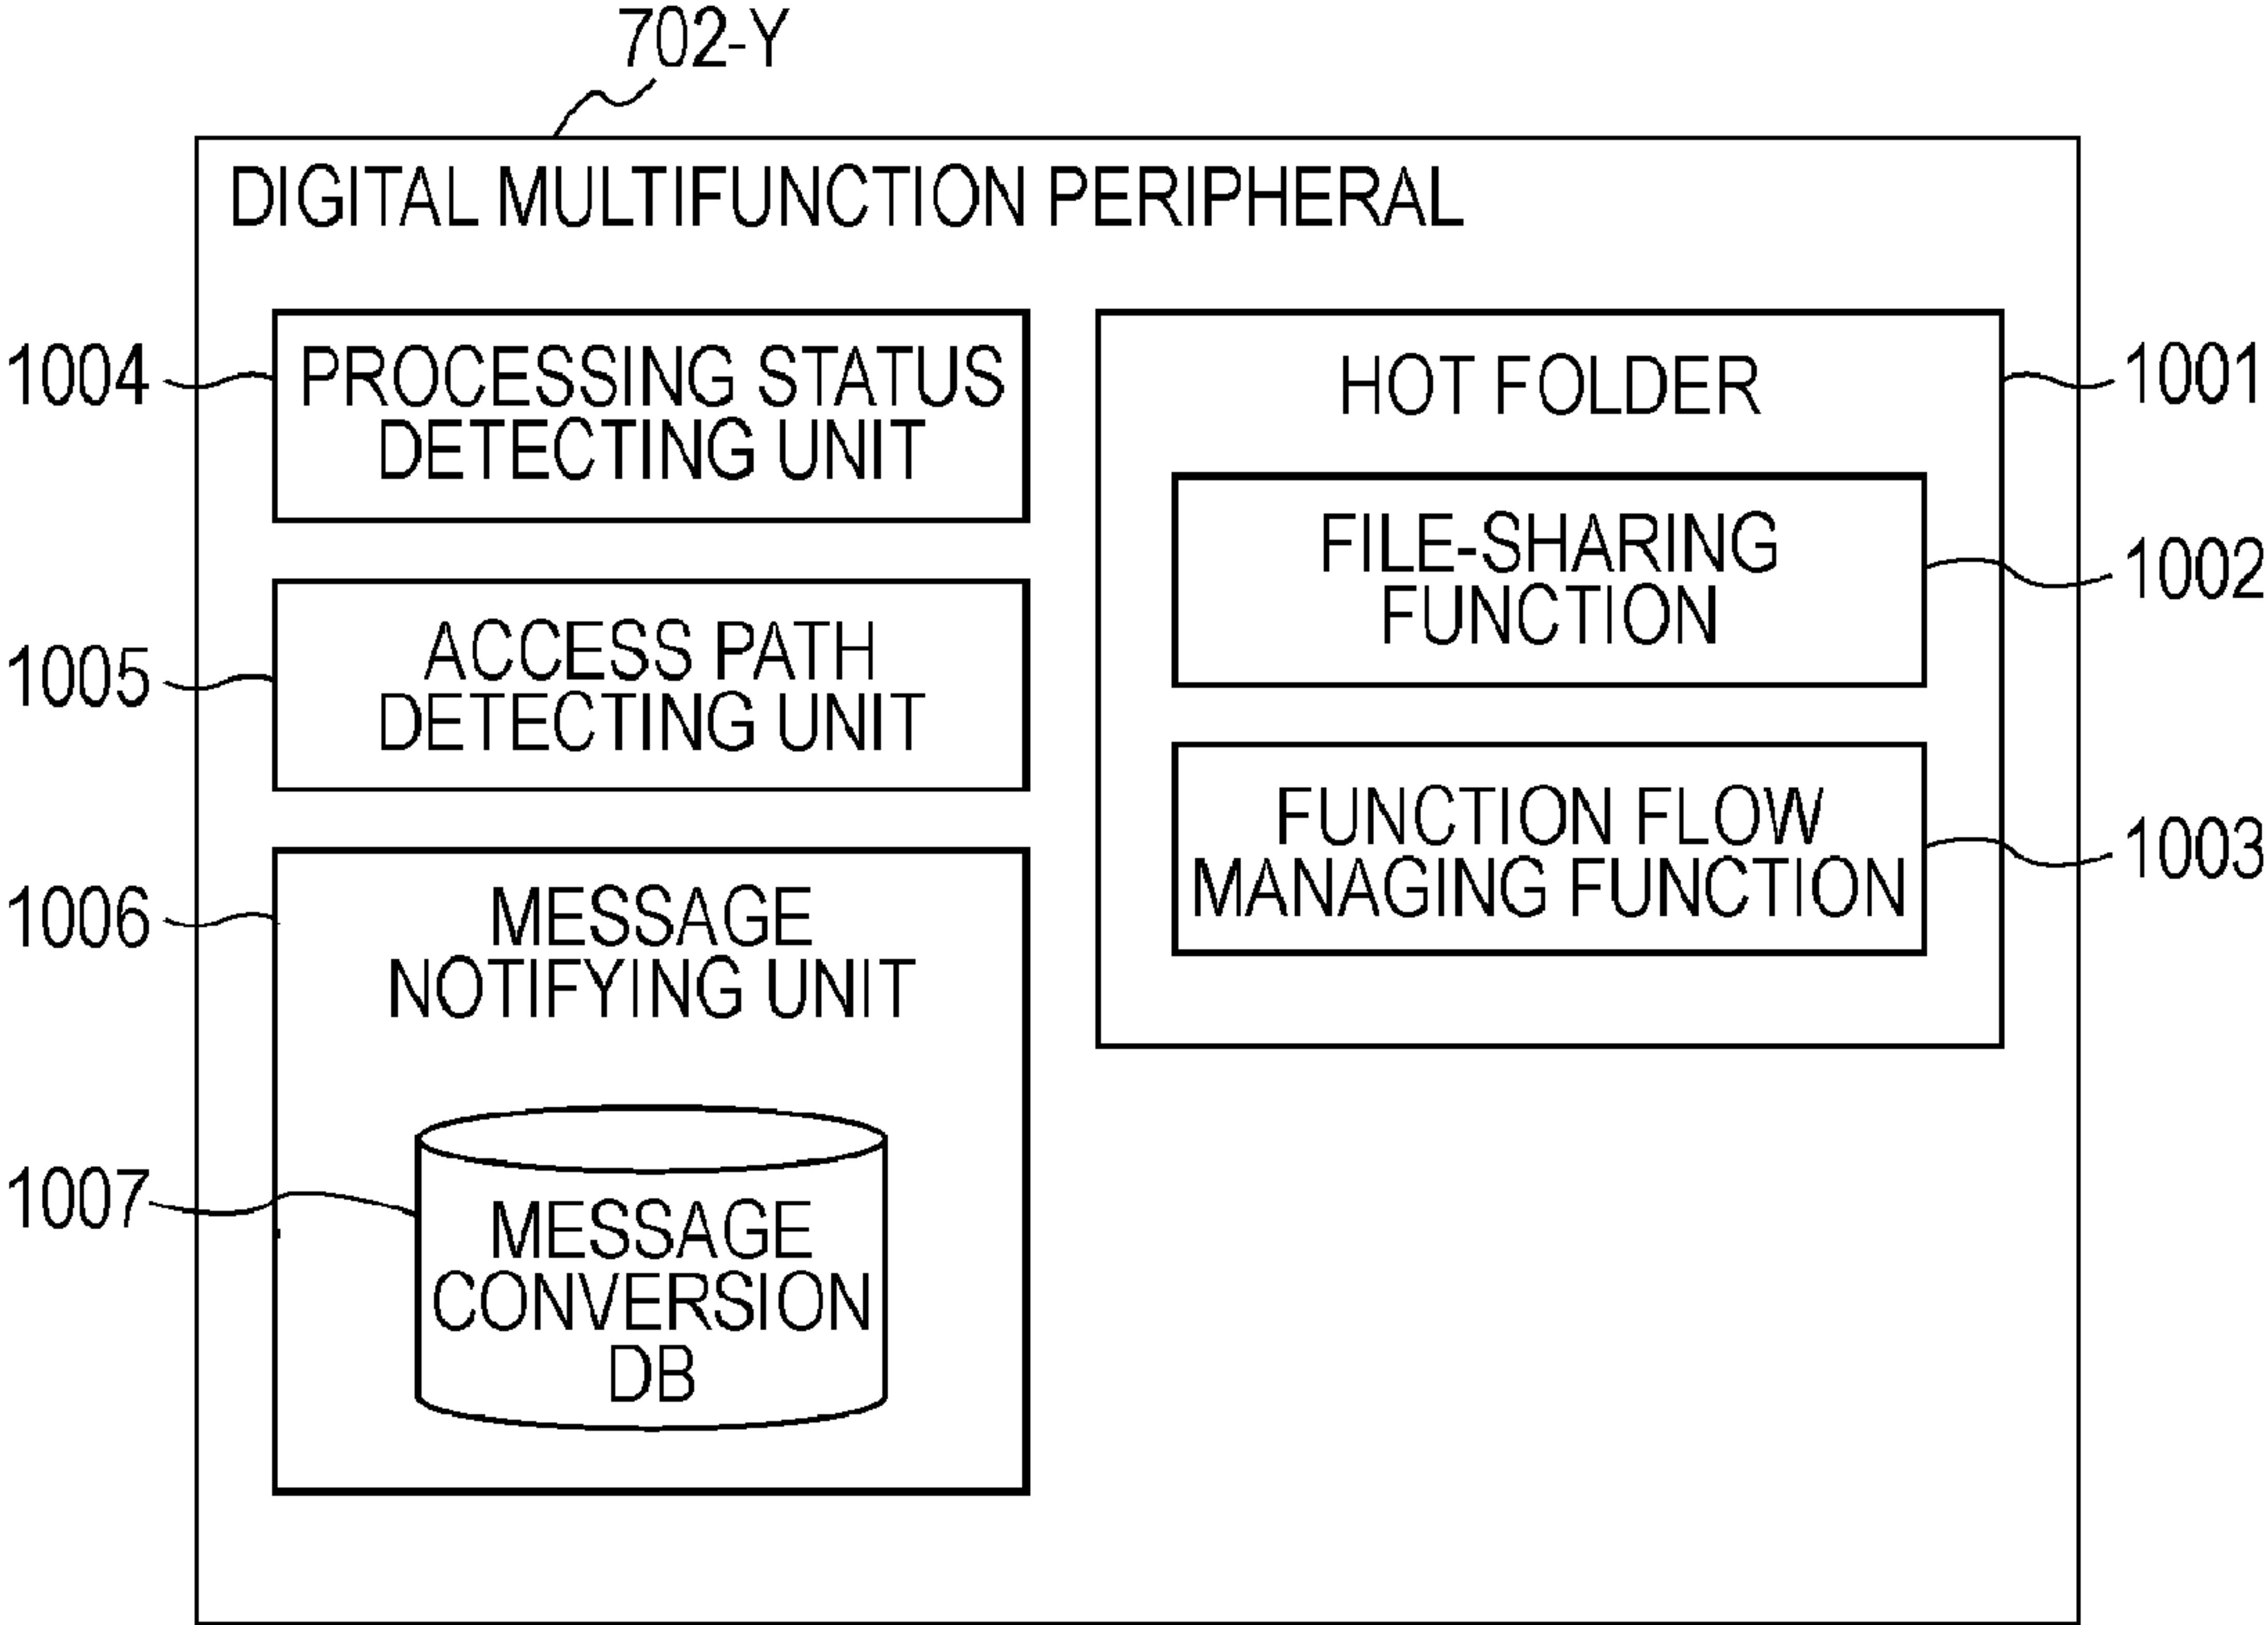 702-Y
DIGITAL MULTIFUNCTION PERIPHERAL
1004
PROCESSING STATUS
DETECTING UNIT
1005
ACCESS PATH
DETECTING UNIT
1006
MESSAGE
NOTIFYING UNIT
1007
MESSAGE
CONVERSION
DB
HOT FOLDER
1001
FILE-SHARING
FUNCTION
1002
FUNCTION FLOW
MANAGING FUNCTION
1003